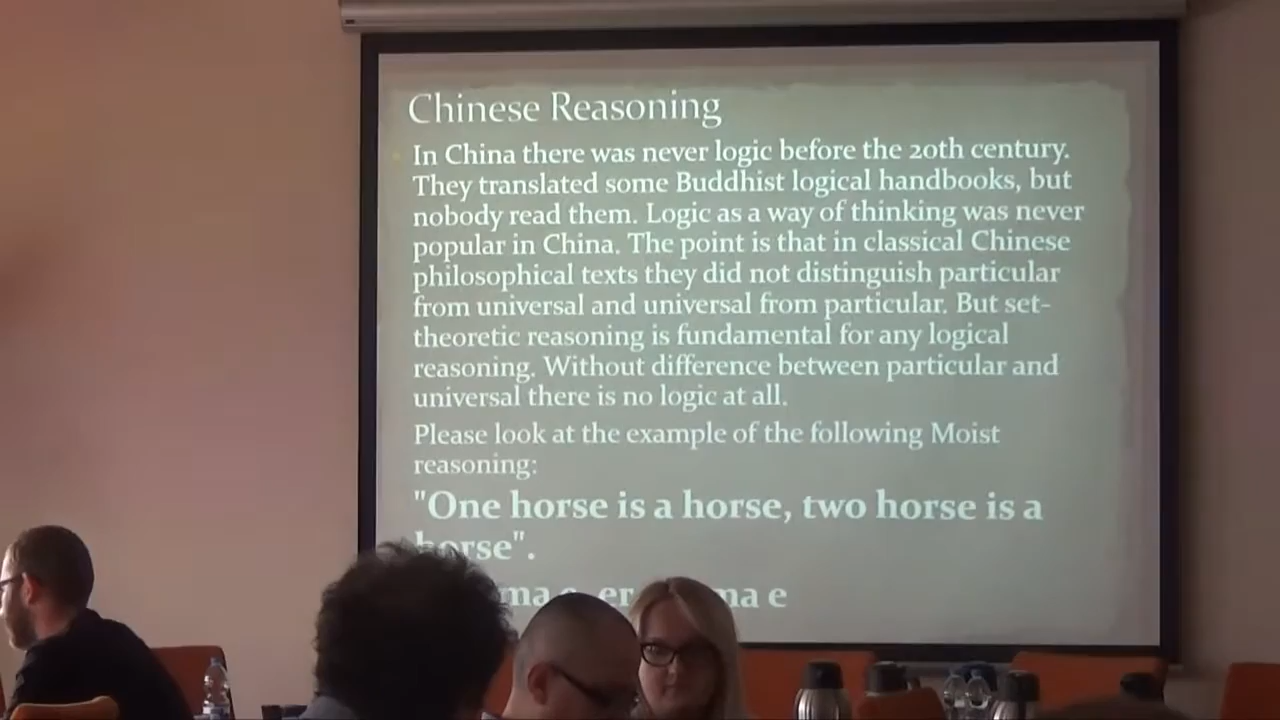 Chinese Reasoning
In China there was never logic before the 20th century.
They translated some Buddhist logical handbooks, but
nobody read them. Logic as a way of thinking was never
popular in China. The point is that in classical Chinese
philosophical texts they did not distinguish particular
from universal and universal from particular. But set-
theoretic reasoning is fundamental for any logical
reasoning. Without difference between particular and
universal there is no logic at all.
Please look at the example of the following Moist
reasoning:
"One horse is a horse, two horse is a
horse".
ma e